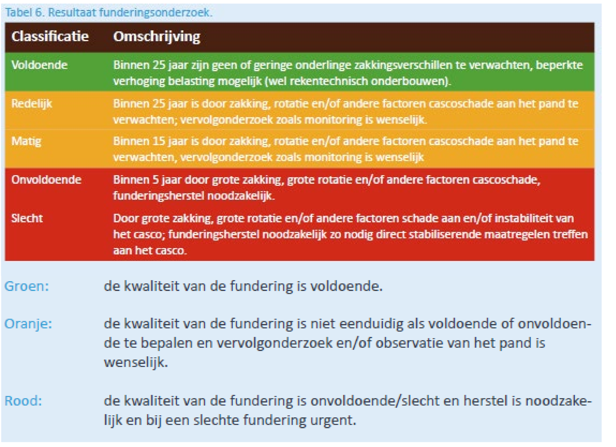 Tabel 6. Resultaat funderingsonderzoek.
Classificatie Omschrijving
Voldoende Binnen 25 jaar zijn geen of geringe onderlinge zakkingsverschillen te verwachten, beperkte
verhoging belasting mogelijk (wel rekentechnisch onderbouwen).
Redelijk Binnen 25 jaar is door zakking, rotatie en/of andere factoren cascoschade aan het pand te
verwachten; vervolgonderzoek zoals monitoring is wenselijk.
Matig Binnen 15 jaar is door zakking, rotatie en/of andere factoren cascoschade aan het pand te
verwachten, vervolgonderzoek zoals monitoring is wenselijk
Onvoldoende Binnen 5 jaar door grote zakking, grote rotatie en/of andere factoren cascoschade,
funderingsherstel noodzakelijk.
Slecht Door grote zakking, grote rotatie en/of andere factoren schade aan en/of instabiliteit van
het casco; funderingsherstel noodzakelijk zo nodig direct stabiliserende maatregelen treffen
aan het casco.
Groen: de kwaliteit van de fundering is voldoende.
Oranje: de kwaliteit van de fundering is niet eenduidig als voldoende of onvoldoen-
de te bepalen en vervolgonderzoek en/of observatie van het pand is
wenselijk.
Rood: de kwaliteit van de fundering is onvoldoende/slecht en herstel is noodzake-
lijk en bij een slechte fundering urgent.